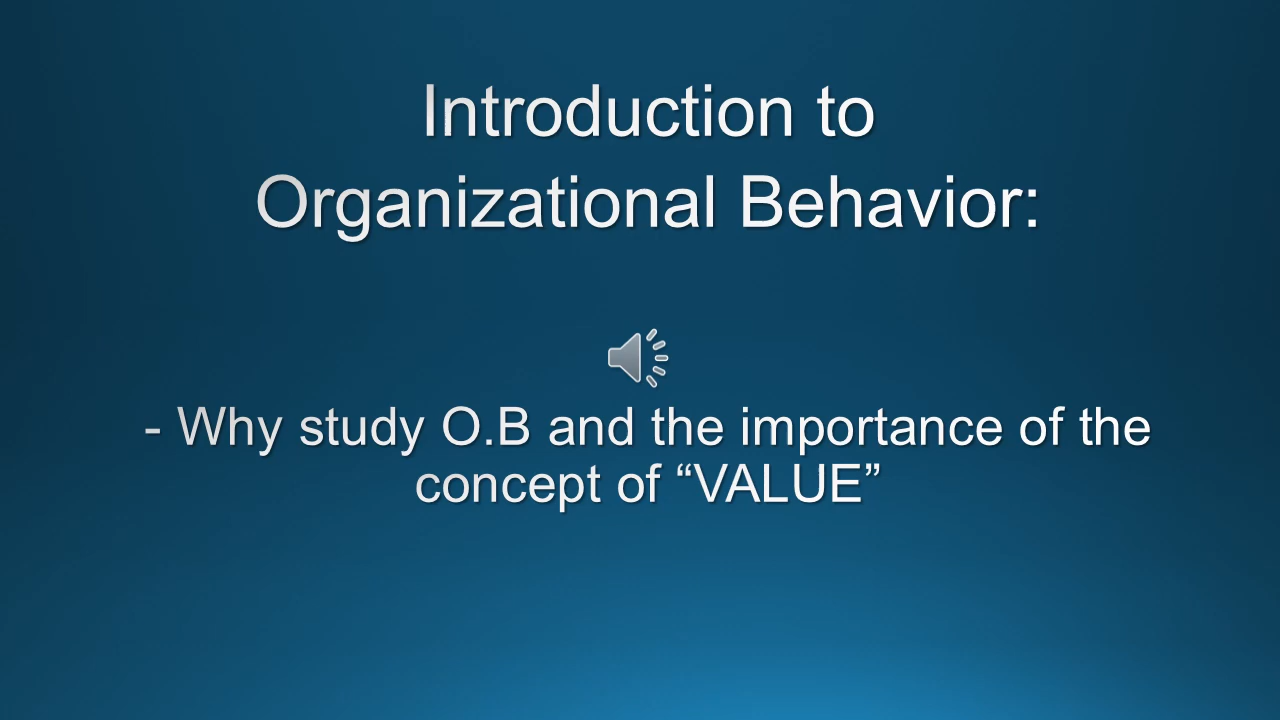 Introduction to
Organizational Behavior:
- Why study O.B and the importance of the
concept of “VALUE”